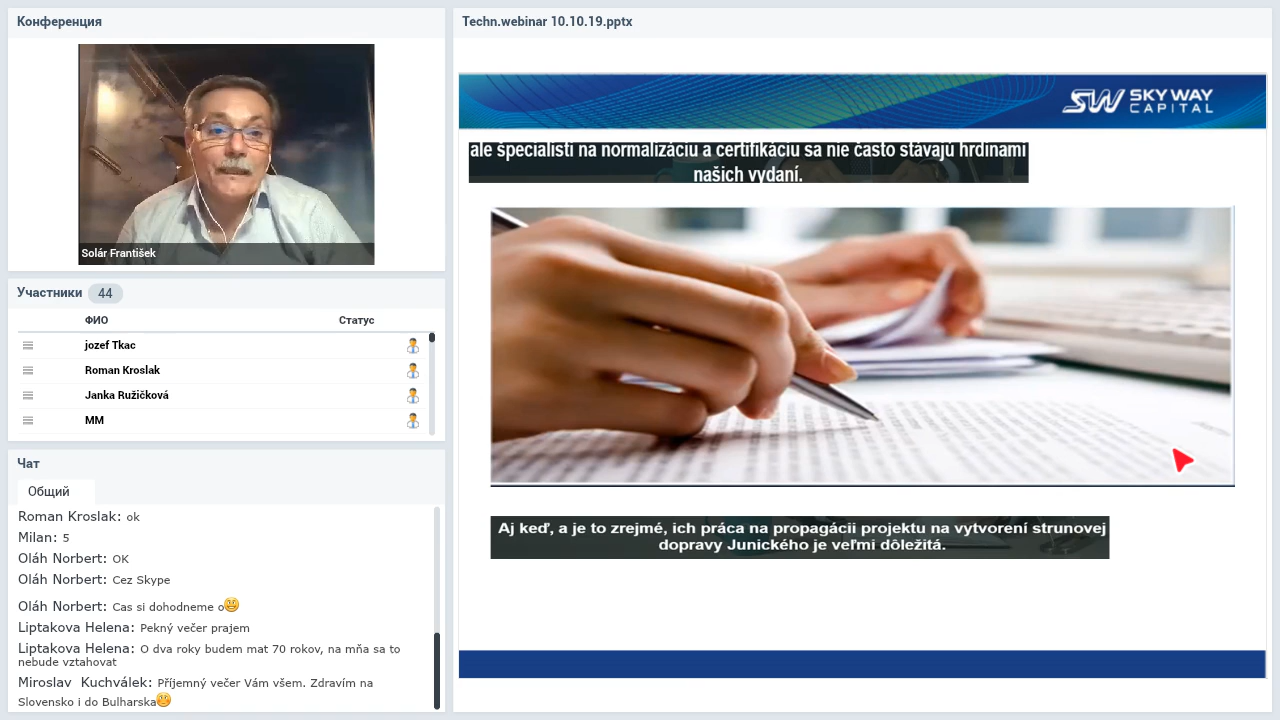 Конференция
Solár František
Участники 44
ФИО Статус
jozef Tkac
Roman Kroslak
Janka Ružičková
MM
Чат
Общий
Roman Kroslak: ok
Milan: 5
Oláh Norbert: OK
Oláh Norbert: Cez Skype
Oláh Norbert: Cas si dohodneme o
Liptakova Helena: Pekný večer prajem
Liptakova Helena: O dva roky budem mat 70 rokov, na mňa sa to
nebude vztahovat
Miroslav Kuchválek: Příjemný večer Vám všem. Zdravím na
Slovensko i do Bulharska
Techn.webinar 10.10.19.pptx
SW SKY WAY
CAPITAL
ale špecialisti na normalizáciu a certifikáciu sa nie často stávajú hrdinami
našich vydaní.
Aj keď, a je to zrejmé, ich práca na propagácii projektu na vytvorení strunovej
dopravy Junického je veľmi dôležitá.